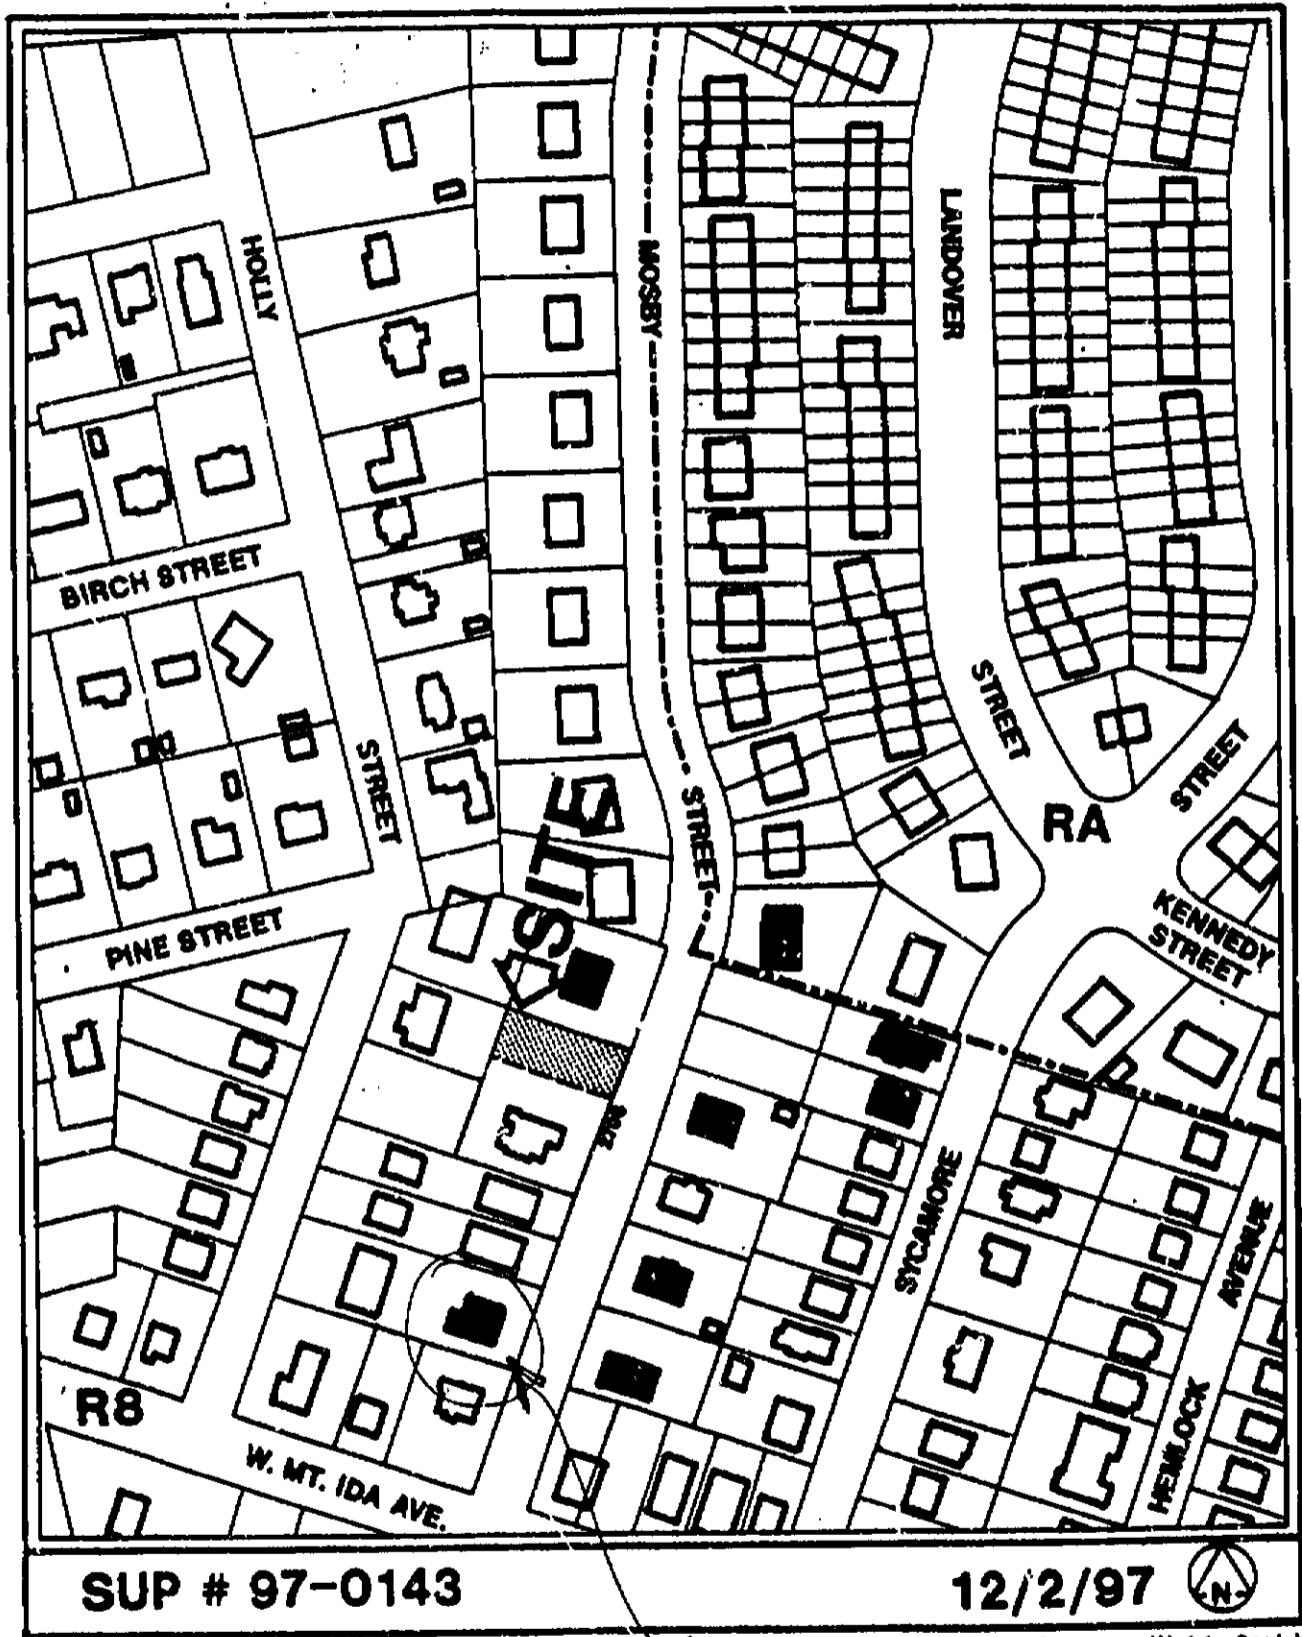 HOLLY
MOSBY
LANDOVER
BIRCH STREET
STREET
STREET
STREET
STREET
SITE
RA
KENNEDY
STREET
PINE STREET
SYCAMORE
AVENUE
HEMLOCK
R8
W. MT. IDA AVE.
SUP # 97-0143
12/2/97
N